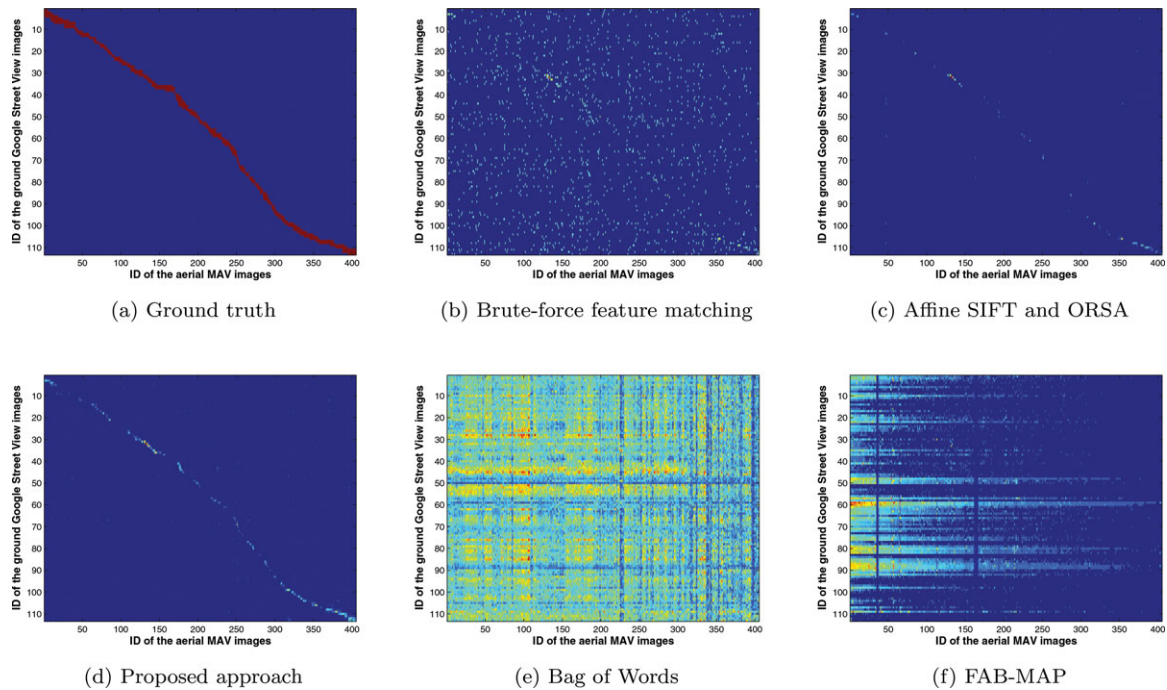 10
20
30
40
50
60
70
80
90
100
110
ID of the ground Google Street View images
50 100 150 200 250 300 350 400
ID of the aerial MAV images
(a) Ground truth
10
20
30
40
50
60
70
80
90
100
110
ID of the ground Google Street View images
50 100 150 200 250 300 350 400
ID of the aerial MAV images
(b) Brute-force feature matching
10
20
30
40
50
60
70
80
90
100
110
ID of the ground Google Street View images
50 100 150 200 250 300 350 400
ID of the aerial MAV images
(c) Affine SIFT and ORSA
10
20
30
40
50
60
70
80
90
100
110
ID of the ground Google Street View images
50 100 150 200 250 300 350 400
ID of the aerial MAV images
(d) Proposed approach
10
20
30
40
50
60
70
80
90
100
110
ID of the ground Google Street View images
50 100 150 200 250 300 350 400
ID of the aerial MAV images
(e) Bag of Words
10
20
30
40
50
60
70
80
90
100
110
ID of the ground Google Street View images
50 100 150 200 250 300 350 400
ID of the aerial MAV images
(f) FAB-MAP